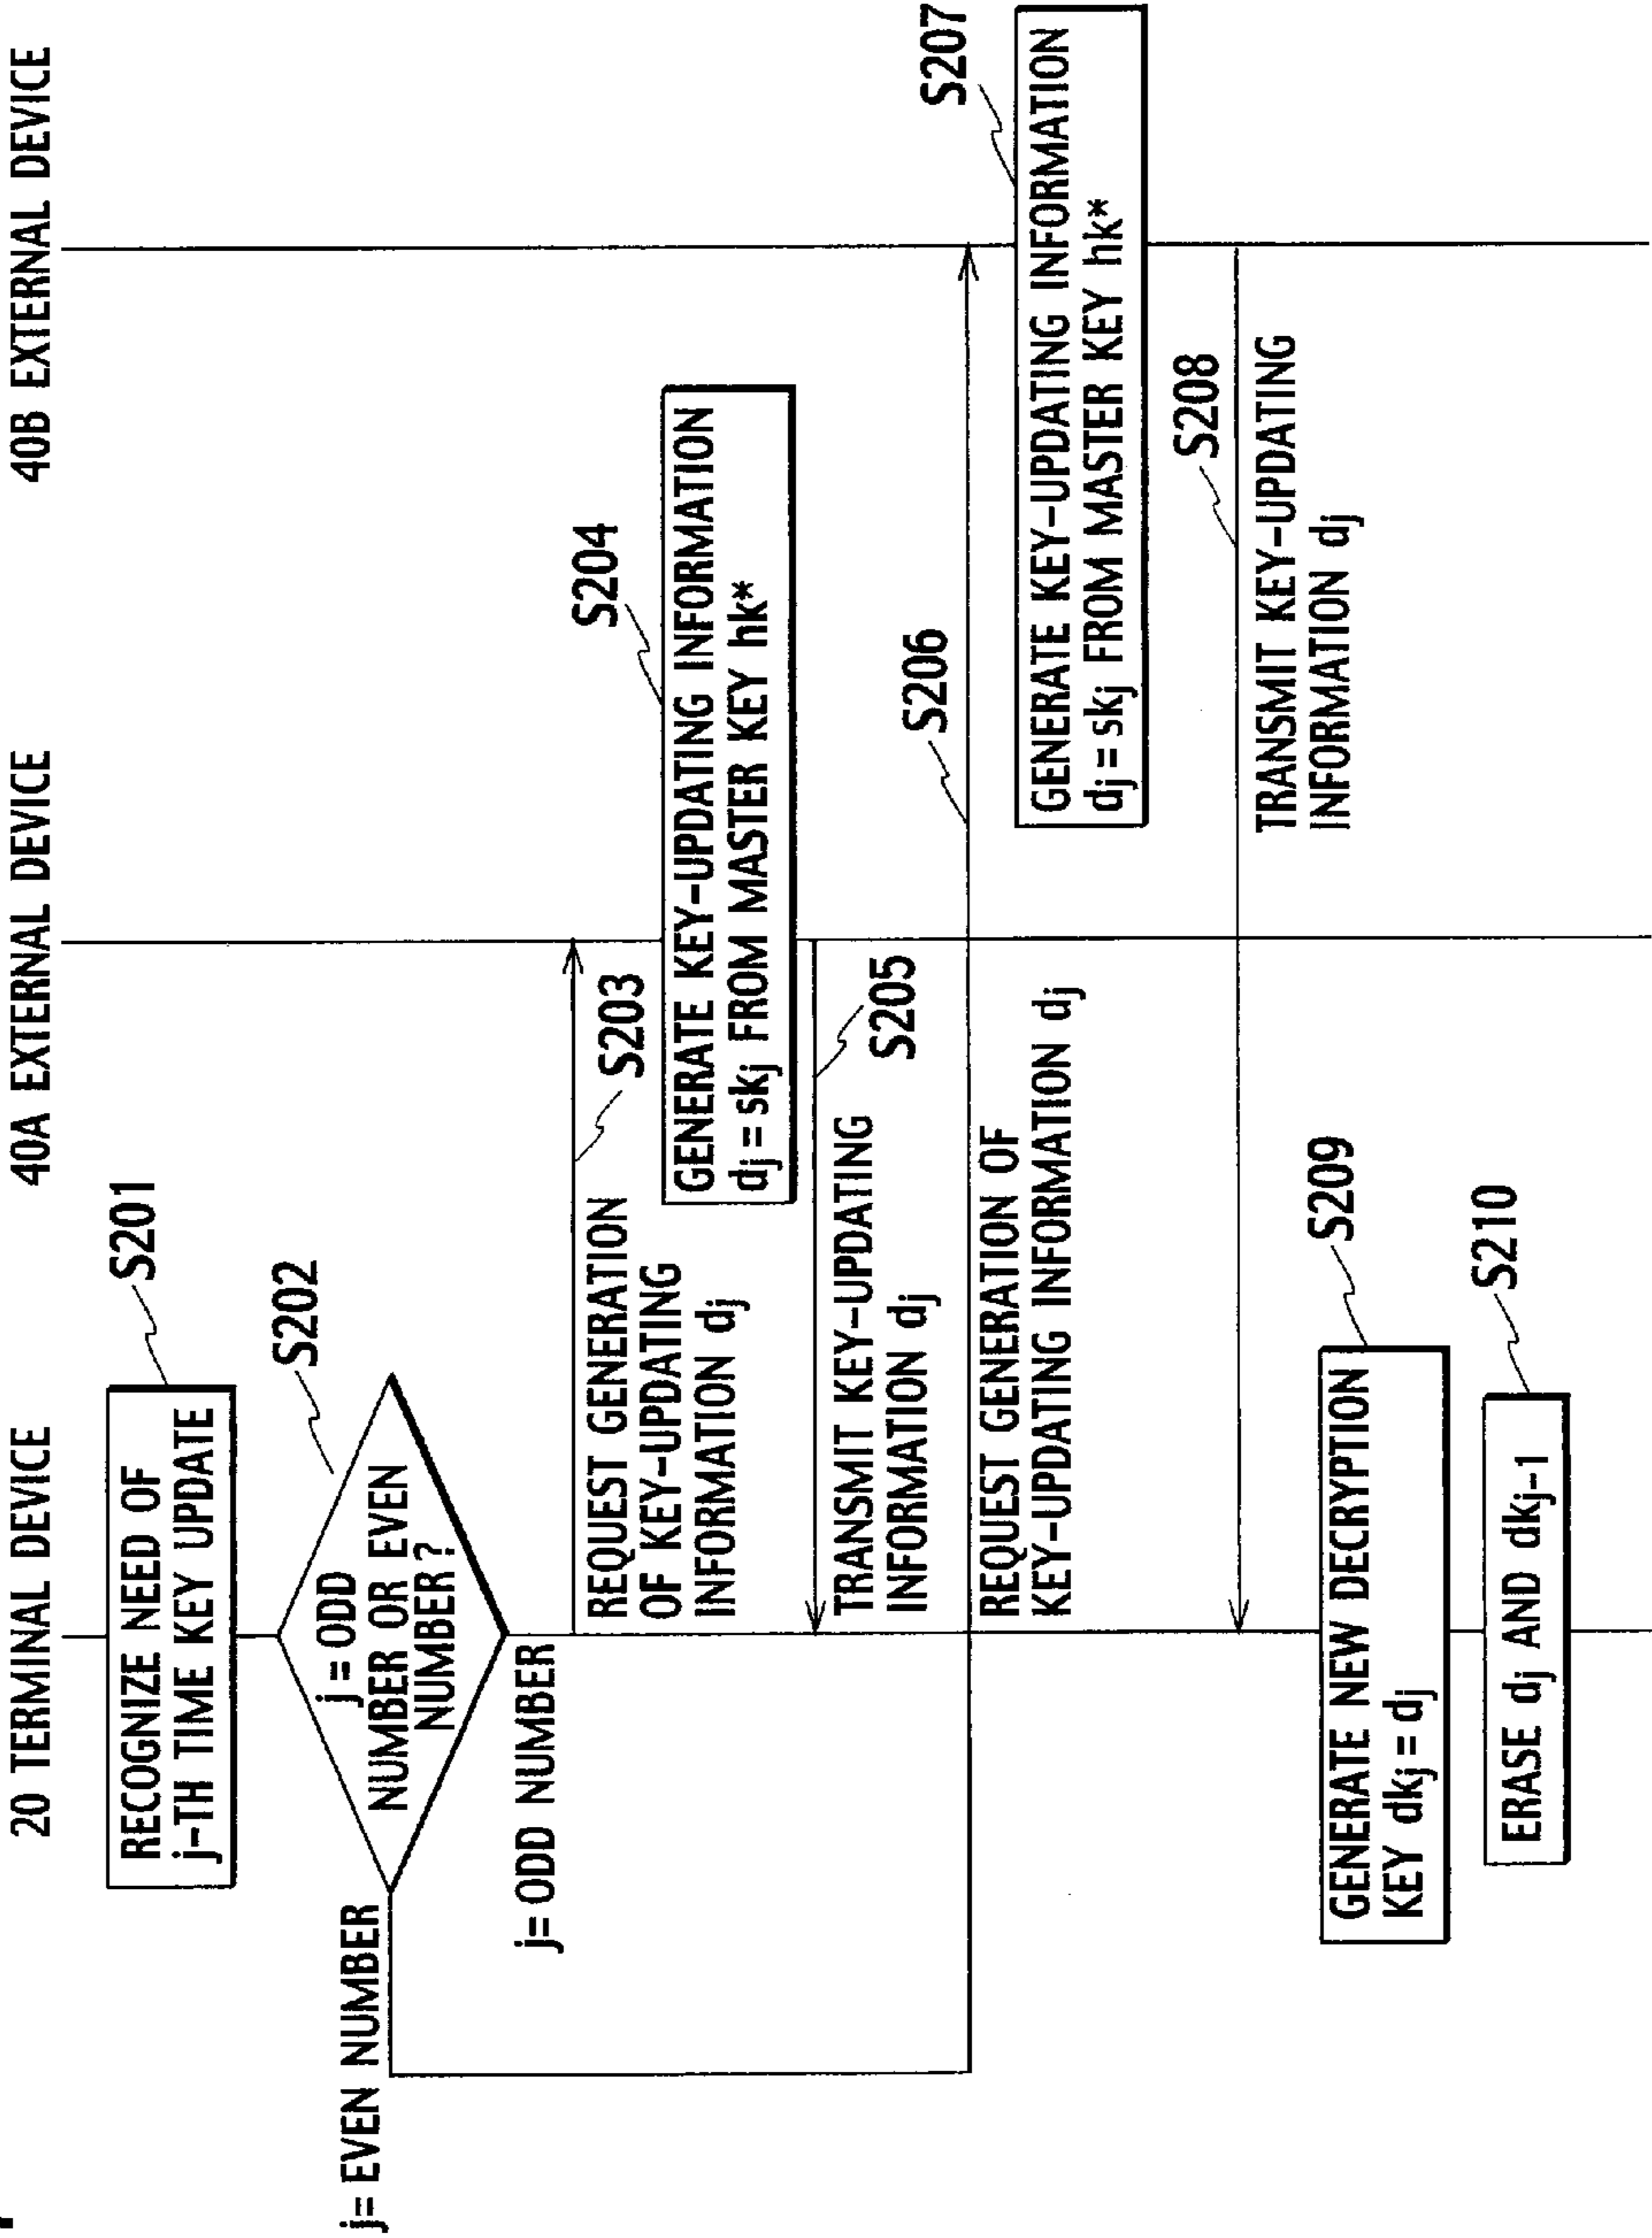 20 TERMINAL DEVICE
40A EXTERNAL DEVICE
40B EXTERNAL DEVICE
S201
RECOGNIZE NEED OF
j-TH TIME KEY UPDATE
S202
j= EVEN NUMBER
j=ODD
NUMBER OR EVEN
NUMBER?
j= ODD NUMBER
S203
REQUEST GENERATION
OF KEY-UPDATING
INFORMATION dj
S204
GENERATE KEY-UPDATING INFORMATION
dj = skj FROM MASTER KEY hk*
S205
TRANSMIT KEY-UPDATING
INFORMATION dj
S206
REQUEST GENERATION OF
KEY-UPDATING INFORMATION dj
S207
GENERATE KEY-UPDATING INFORMATION
dj = skj FROM MASTER KEY hk*
S208
TRANSMIT KEY-UPDATING
INFORMATION dj
S209
GENERATE NEW DECRYPTION
KEY dkj = dj
S210
ERASE dj AND dkj-1